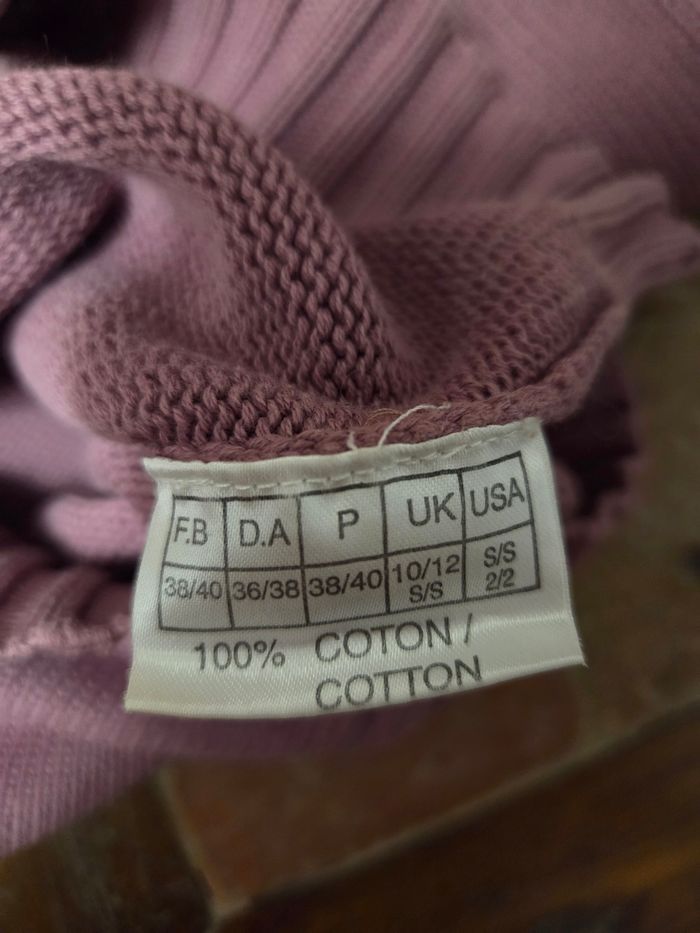 F.B D.A P UK USA
38/40 36/38 38/40 10/12 S/S
S/S 2/2
100% COTON /
COTTON